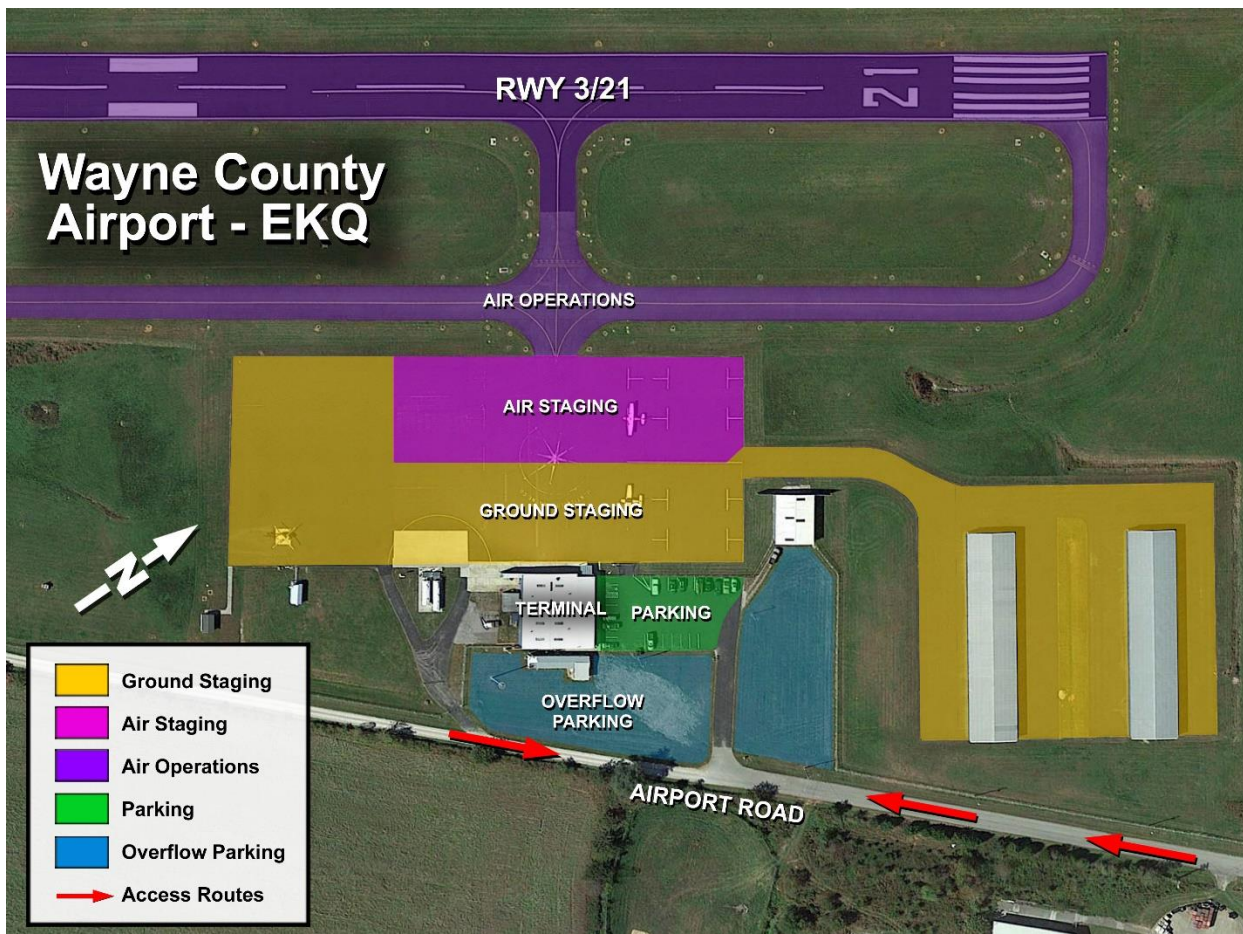 RWY 3/21
21
Wayne County
Airport - EKQ
AIR OPERATIONS
AIR STAGING
GROUND STAGING
N
TERMINAL
PARKING
OVERFLOW
PARKING
AIRPORT ROAD
Ground Staging
Air Staging
Air Operations
Parking
Overflow Parking
Access Routes